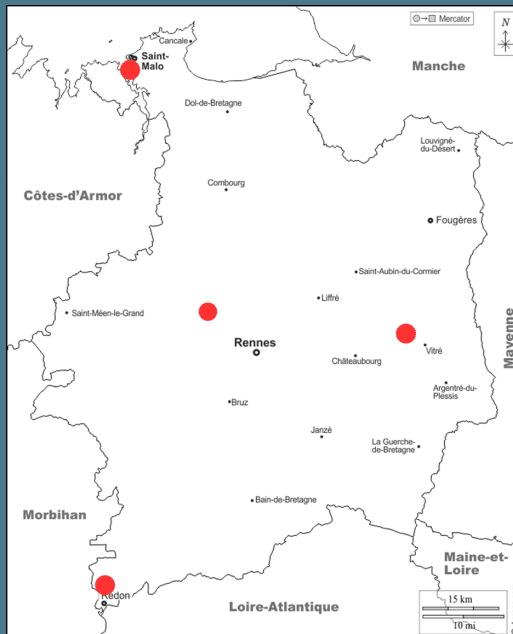 Mercator
N
Cancale
Saint-
Malo
Manche
Dol-de-Bretagne
Louvigné-
du-Désert
Combourg
Côtes-d'Armor
Fougères
Saint-Aubin-du-Cormier
Liffré
Saint-Méen-le-Grand
Rennes
Mayenne
Vitré
Châteaubourg
Argentré-du-
Plessis
Bruz
Janzé
La Guerche-
de-Bretagne
Bain-de-Bretagne
Morbihan
Maine-et-
Loire
Redon
Loire-Atlantique
15 km
10 mi